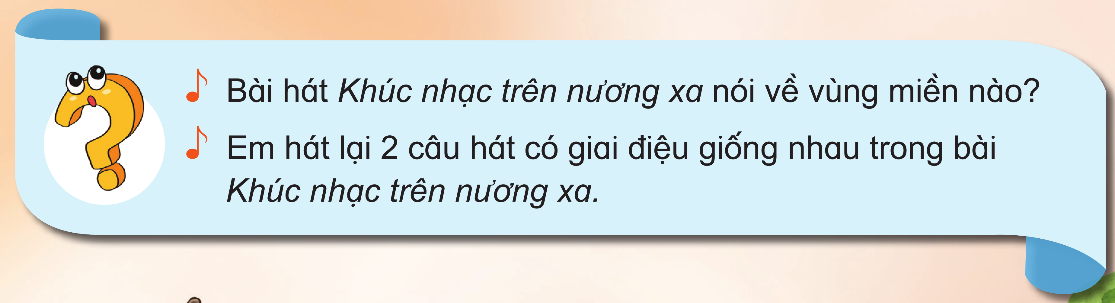 Bài hát Khúc nhạc trên nương xa nói về vùng miền nào?
Em hát lại 2 câu hát có giai điệu giống nhau trong bài
Khúc nhạc trên nương xa.